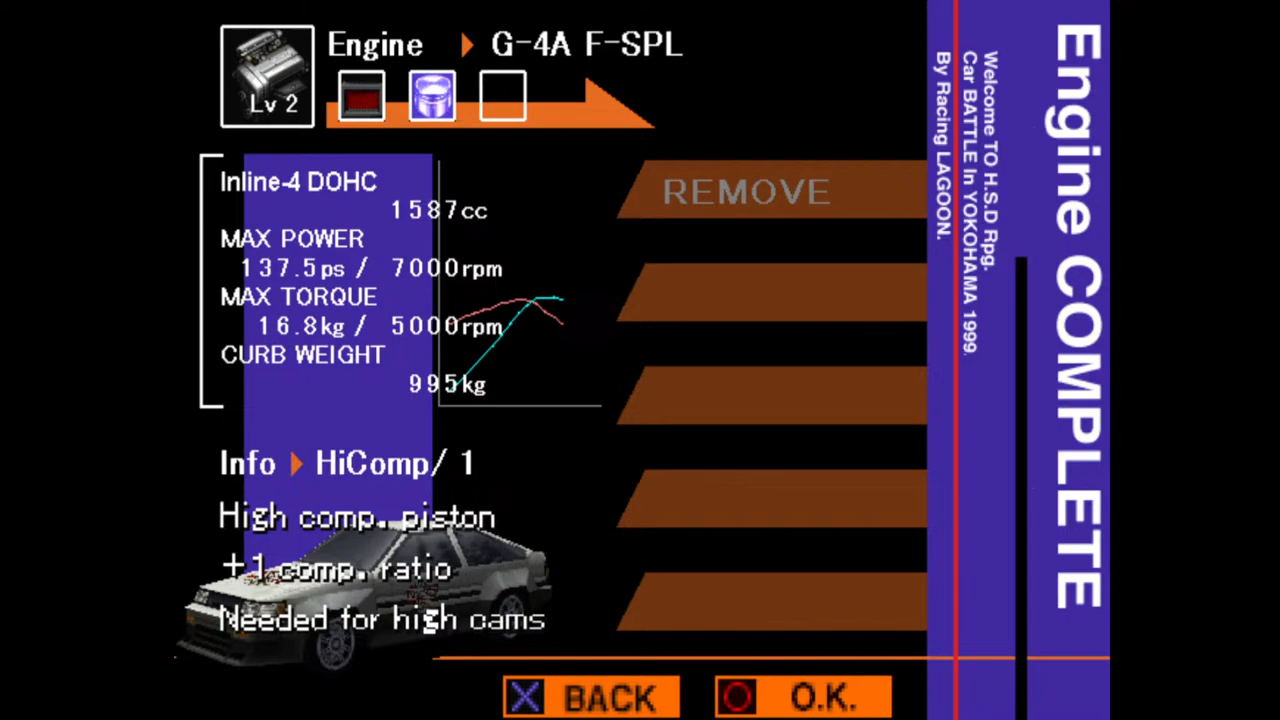 Engine ▶ G-4A F-SPL
Lv 2
Inline-4 DOHC
1587cc
MAX POWER
137.5ps / 7000rpm
MAX TORQUE
16.8kg / 5000rpm
CURB WEIGHT
995kg
REMOVE
Info ▶ HiComp/ 1
High comp. piston
+1 comp. ratio
Needed for high cams
BACK
O.K.
Welcome TO H.S.D Rpg.
Car BATTLE In YOKOHAMA 1999.
By Racing LAGOON.
Engine COMPLETE